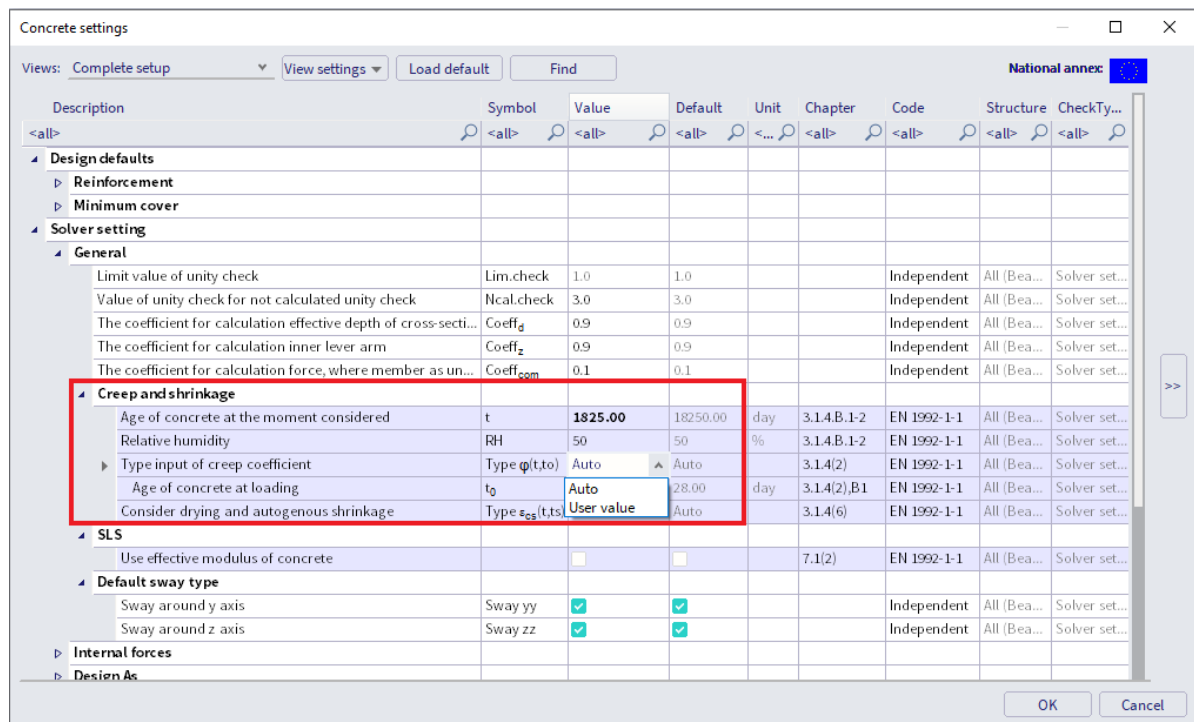 Concrete settings
Views: Complete setup View settings Load default Find National annex:
Description Symbol Value Default Unit Chapter Code Structure CheckTy...
<all> <all> <all> <all> <... <all> <all> <all> <all>
Design defaults
Reinforcement
Minimum cover
Solver setting
General
Limit value of unity check Lim.check 1.0 1.0 Independent All (Bea... Solver set...
Value of unity check for not calculated unity check Ncal.check 3.0 3.0 Independent All (Bea... Solver set...
The coefficient for calculation effective depth of cross-secti... Coeffd 0.9 0.9 Independent All (Bea... Solver set...
The coefficient for calculation inner lever arm Coeffz 0.9 0.9 Independent All (Bea... Solver set...
The coefficient for calculation force, where member as un... Coeffcom 0.1 0.1 Independent All (Bea... Solver set...
>>
Creep and shrinkage
Age of concrete at the moment considered t 1825.00 18250.00 day 3.1.4.B.1-2 EN 1992-1-1 All (Bea... Solver set...
Relative humidity RH 50 50 % 3.1.4.B.1-2 EN 1992-1-1 All (Bea... Solver set...
Type input of creep coefficient Type φ(t,to) Auto Auto 3.1.4(2) EN 1992-1-1 All (Bea... Solver set...
Age of concrete at loading t0 Auto 28.00 day 3.1.4(2),B1 EN 1992-1-1 All (Bea... Solver set...
Consider drying and autogenous shrinkage Type εcs(t,ts) User value Auto 3.1.4(6) EN 1992-1-1 All (Bea... Solver set...
SLS
Use effective modulus of concrete 7.1(2) EN 1992-1-1 All (Bea... Solver set...
Default sway type
Sway around y axis Sway yy Independent All (Bea... Solver set...
Sway around z axis Sway zz Independent All (Bea... Solver set...
Internal forces
Design As
OK Cancel